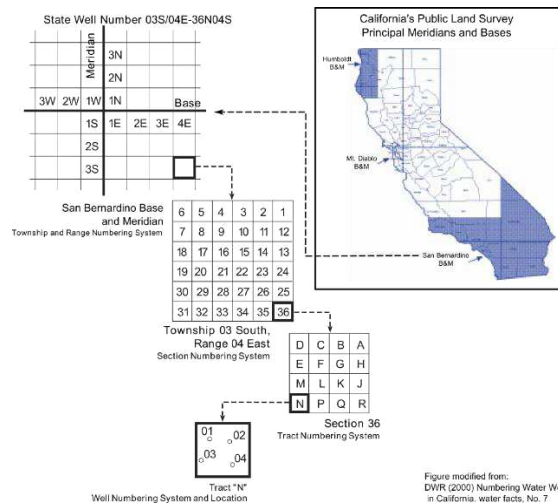 State Well Number 03S/04E-36N04S
Meridian
3N
2N
3W 2W 1W 1N Base
1S 1E 2E 3E 4E
2S
3S
San Bernardino Base
and Meridian
Township and Range Numbering System
California's Public Land Survey
Principal Meridians and Bases
Humboldt
B&M
Mt. Diablo
B&M
San Bernardino
B&M
6 5 4 3 2 1
7 8 9 10 11 12
18 17 16 15 14 13
19 20 21 22 23 24
30 29 28 27 26 25
31 32 33 34 35 36
Township 03 South,
Range 04 East
Section Numbering System
D C B A
E F G H
M L K J
N P Q R
Section 36
Tract Numbering System
01
02
03
04
Tract "N"
Well Numbering System and Location
Figure modified from:
DWR (2000) Numbering Water We
in California. water facts, No. 7